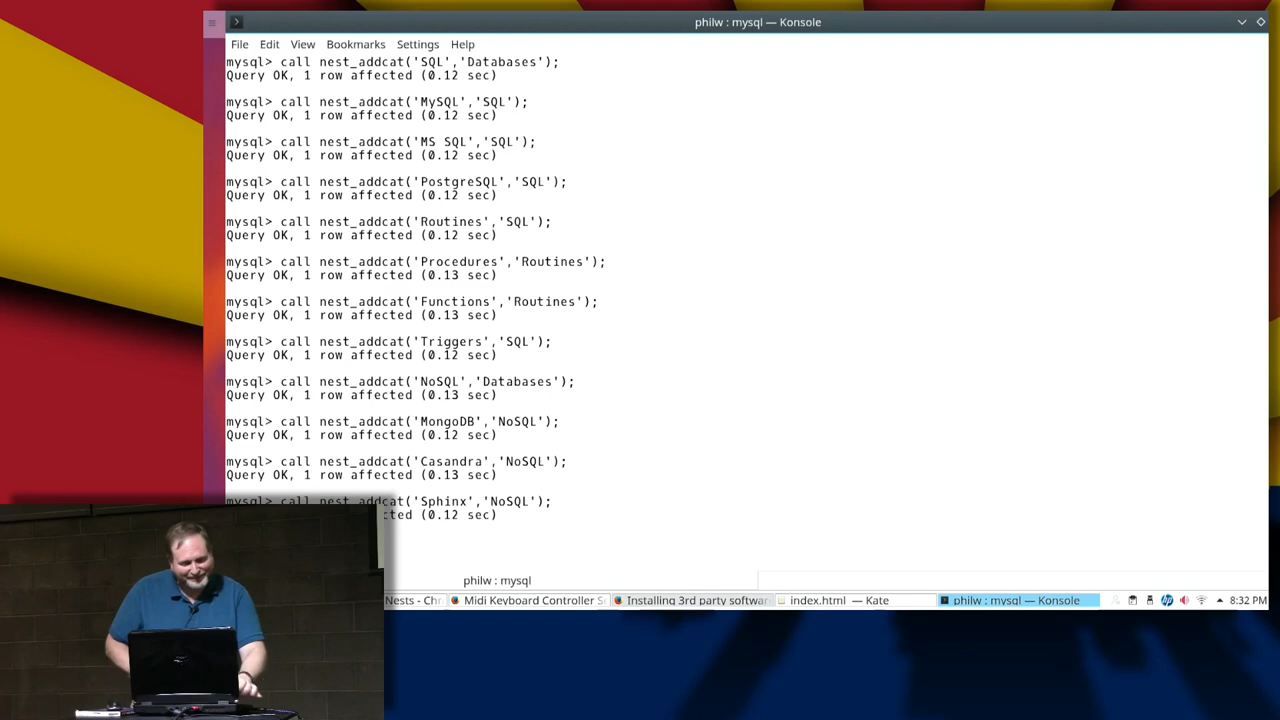 philw : mysql — Konsole
File Edit View Bookmarks Settings Help
mysql> call nest_addcat('SQL','Databases');
Query OK, 1 row affected (0.12 sec)
mysql> call nest_addcat('MySQL','SQL');
Query OK, 1 row affected (0.12 sec)
mysql> call nest_addcat('MS SQL','SQL');
Query OK, 1 row affected (0.12 sec)
mysql> call nest_addcat('PostgreSQL','SQL');
Query OK, 1 row affected (0.12 sec)
mysql> call nest_addcat('Routines','SQL');
Query OK, 1 row affected (0.12 sec)
mysql> call nest_addcat('Procedures','Routines');
Query OK, 1 row affected (0.13 sec)
mysql> call nest_addcat('Functions','Routines');
Query OK, 1 row affected (0.13 sec)
mysql> call nest_addcat('Triggers','SQL');
Query OK, 1 row affected (0.12 sec)
mysql> call nest_addcat('NoSQL','Databases');
Query OK, 1 row affected (0.13 sec)
mysql> call nest_addcat('MongoDB','NoSQL');
Query OK, 1 row affected (0.12 sec)
mysql> call nest_addcat('Casandra','NoSQL');
Query OK, 1 row affected (0.13 sec)
mysql> call nest_addcat('Sphinx','NoSQL');
cted (0.12 sec)
philw : mysql
Nests - Chr Midi Keyboard Controller S Installing 3rd party softwa index.html — Kate philw : mysql — Konsole hp 8:32 PM